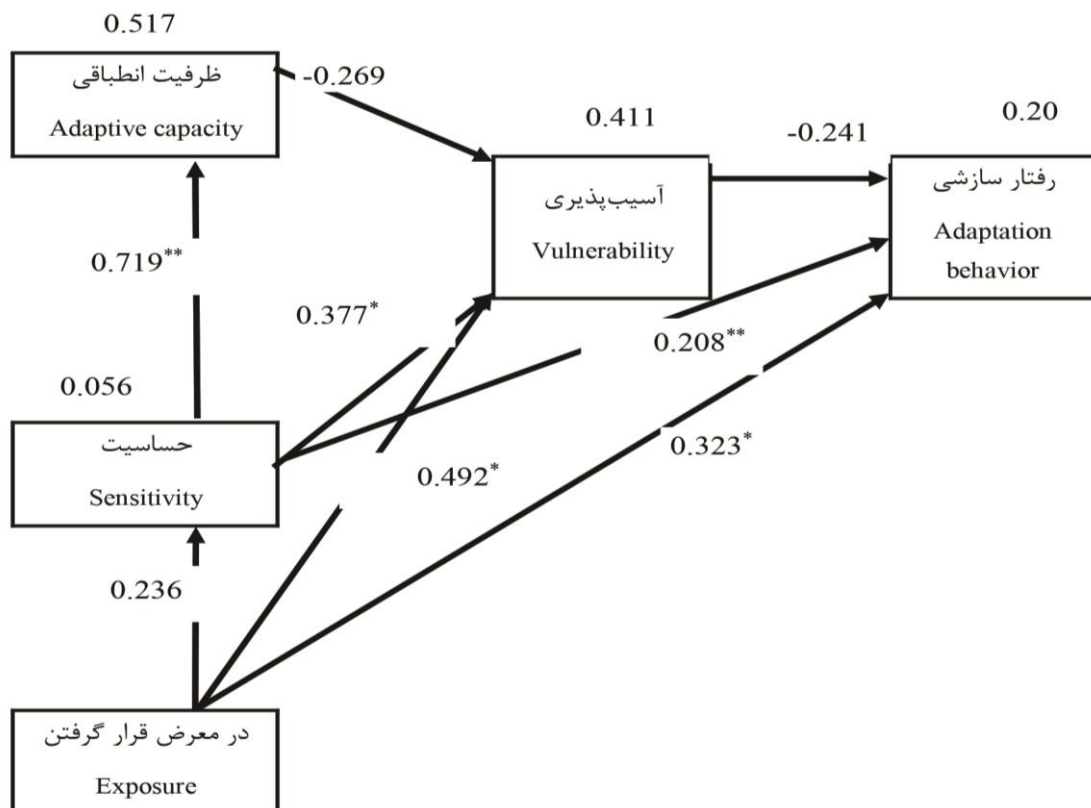 0.517
ظرفیت انطباقی
Adaptive capacity
-0.269
0.411
آسیب‌پذیری
Vulnerability
-0.241
0.20
رفتار سازشی
Adaptation
behavior
0.719**
0.377*
0.208**
0.056
حساسیت
Sensitivity
0.492*
0.323*
0.236
در معرض قرار گرفتن
Exposure